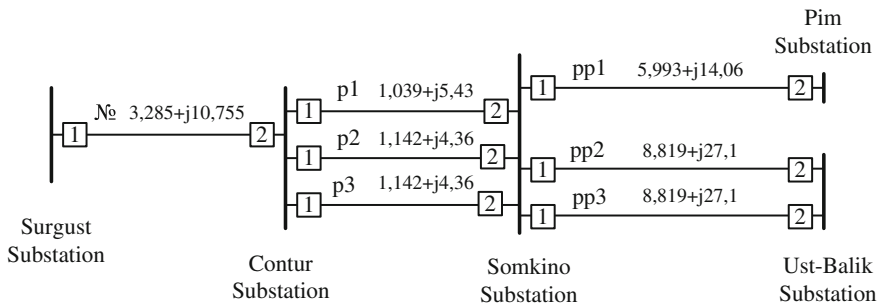 Pim
Substation
pp1 5,993+j14,06
1 2
p1 1,039+j5,43
1 2
№ 3,285+j10,755
1 2
p2 1,142+j4,36
1 2
pp2 8,819+j27,1
1 2
p3 1,142+j4,36
1 2
pp3 8,819+j27,1
1 2
Surgust
Substation
Contur
Substation
Somkino
Substation
Ust-Balik
Substation